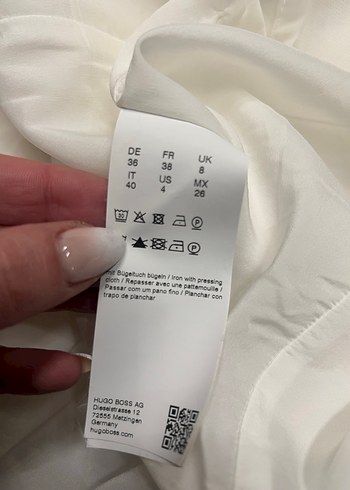 DE FR UK
36 38 8
IT US MX
40 4 26
30 P
P
mit Bügeltuch bügeln / Iron with pressing
cloth / Repasser avec une pattemouille /
Passar com um pano fino / Planchar con
trapo de planchar
HUGO BOSS AG
Dieselstrasse 12
72555 Metzingen
Germany
hugoboss.com